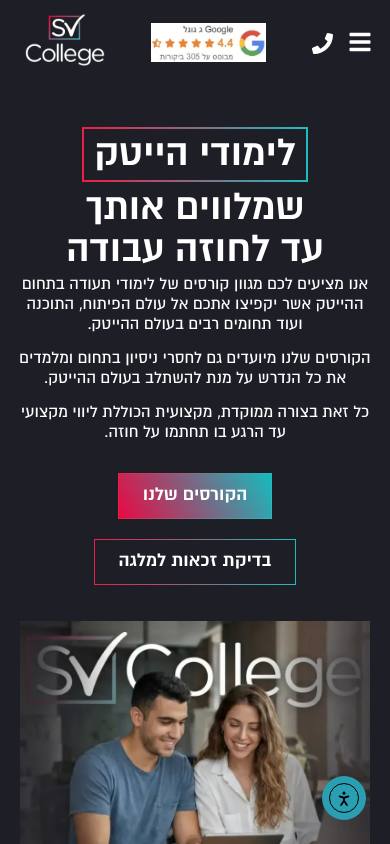 SV
College
Google ג גוגל
4.4
מבוסס על 305 ביקורות
לימודי הייטק
שמלווים אותך
עד לחוזה עבודה
אנו מציעים לכם מגוון קורסים של לימודי תעודה בתחום
ההייטק אשר יקפיצו אתכם אל עולם הפיתוח, התוכנה
ועוד תחומים רבים בעולם ההייטק.
הקורסים שלנו מיועדים גם לחסרי ניסיון בתחום ומלמדים
את כל הנדרש על מנת להשתלב בעולם ההייטק.
כל זאת בצורה ממוקדת, מקצועית הכוללת ליווי מקצועי
עד הרגע בו תחתמו על חוזה.
הקורסים שלנו
בדיקת זכאות למלגה
SV College